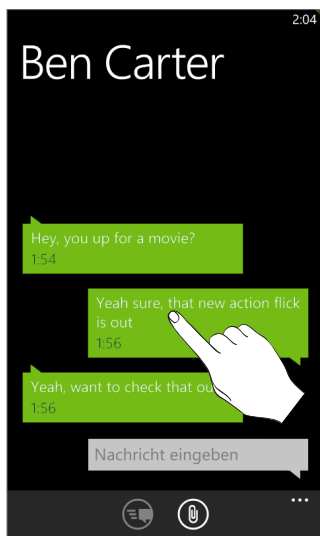 2:04
Ben Carter
Hey, you up for a movie?
1:54
Yeah sure, that new action flick
is out
1:56
Yeah, want to check that
1:56
Nachricht eingeben